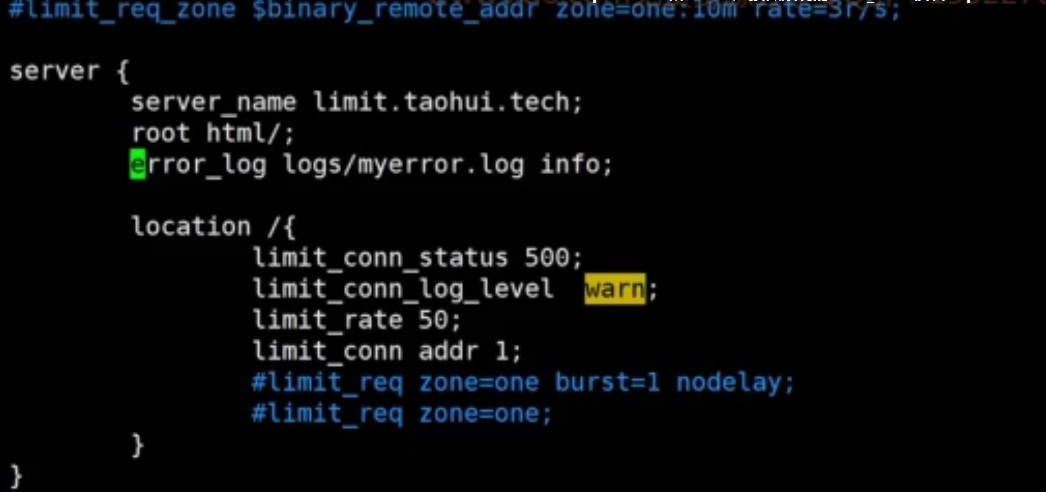 #limit_req_zone $binary_remote_addr zone=one:10m rate=3r/s;
server {
server_name limit.taohui.tech;
root html/;
error_log logs/myerror.log info;
location /{
limit_conn_status 500;
limit_conn_log_level  warn;
limit_rate 50;
limit_conn addr 1;
#limit_req zone=one burst=1 nodelay;
#limit_req zone=one;
}
}